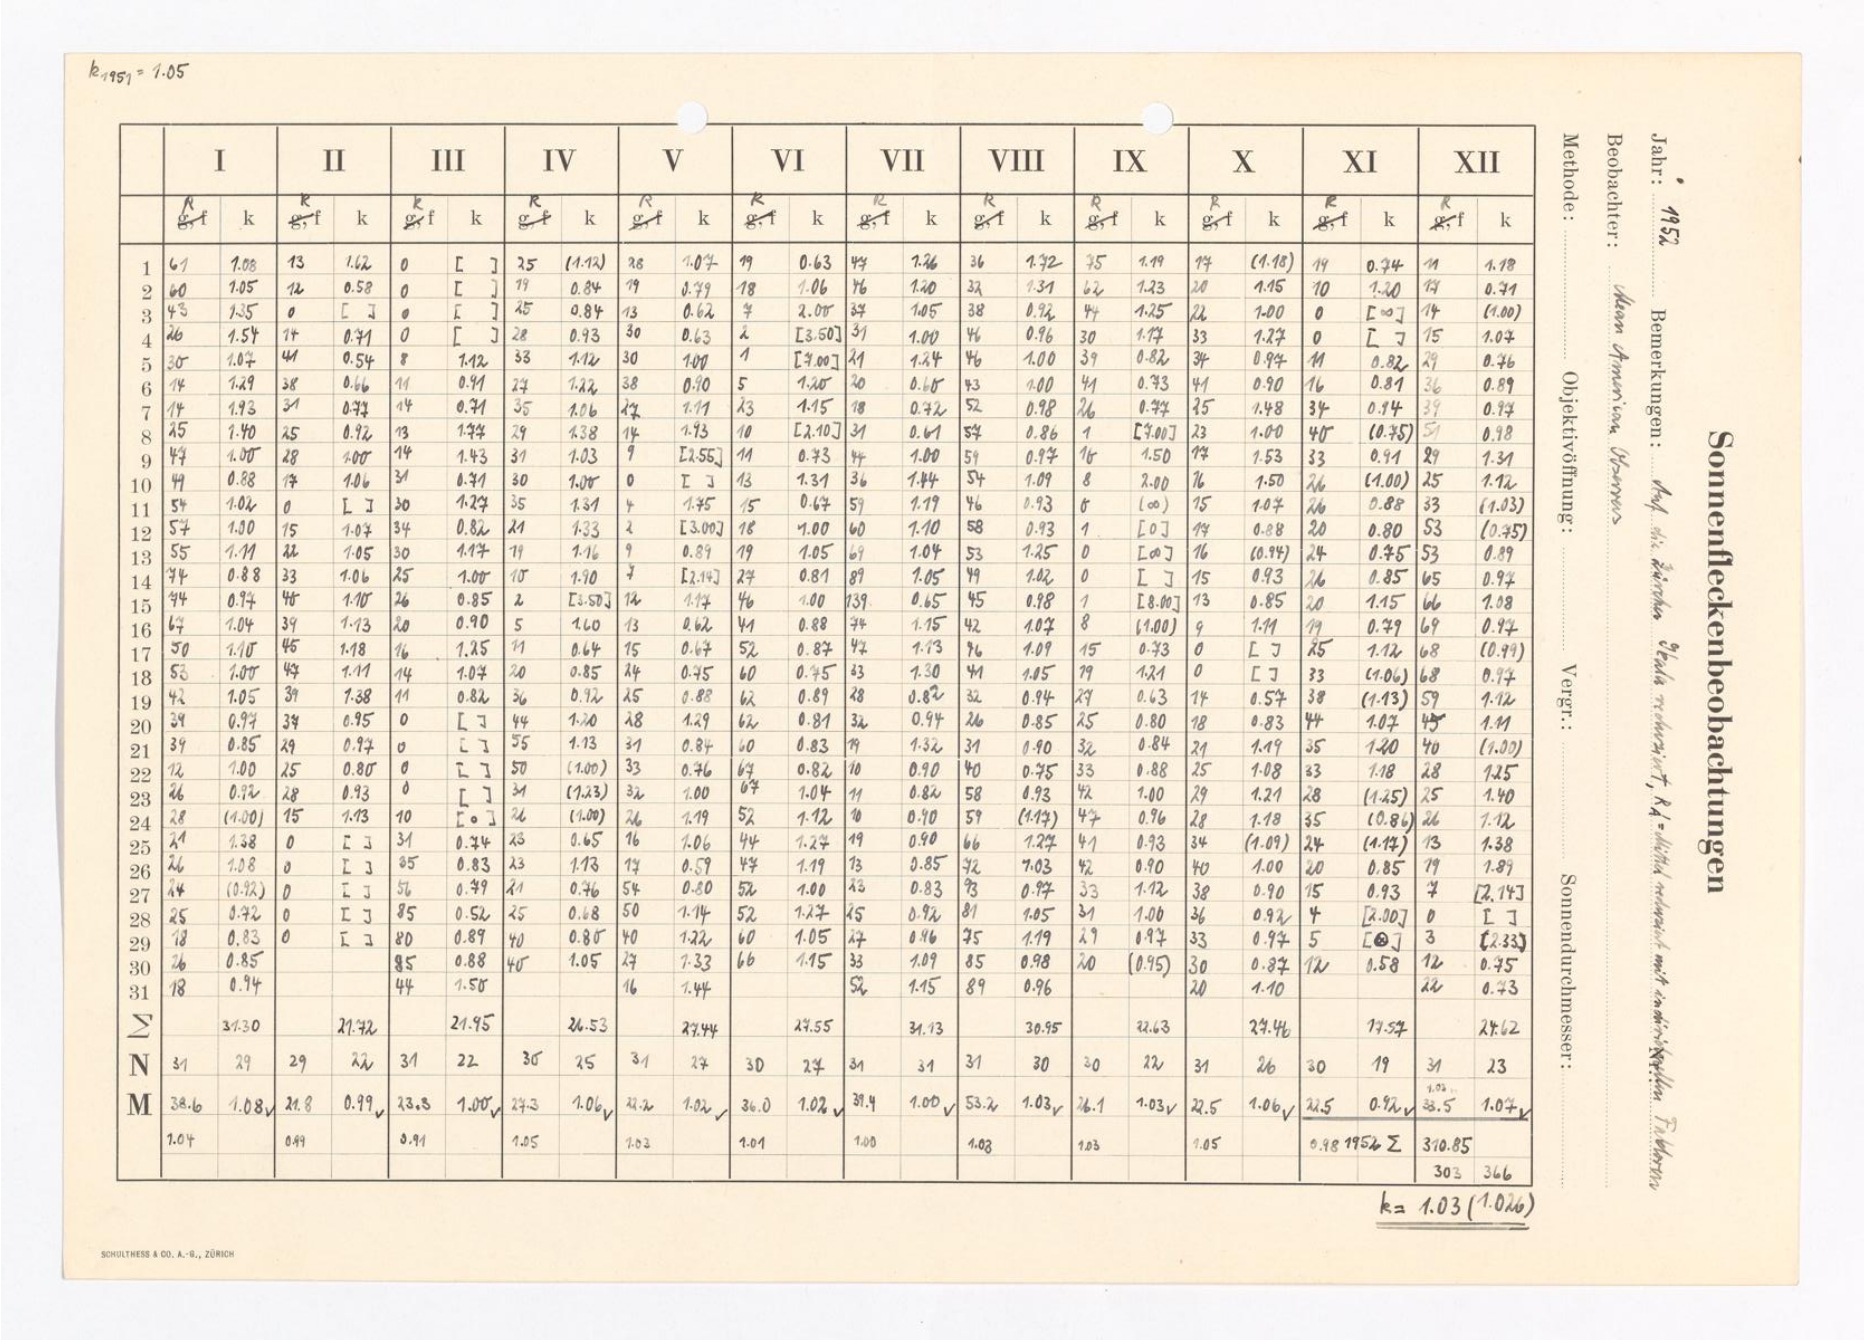 k1951 = 1.05
I II III IV V VI VII VIII IX X XI XII
R R R R R R R R R R R R
g, f k g, f k g, f k g, f k g, f k g, f k g, f k g, f k g, f k g, f k g, f k g, f k
1 61 1.08 13 1.62 0 [ ] 25 (1.12) 28 1.07 19 0.63 47 1.26 36 1.72 75 1.19 17 (1.18) 19 0.74 11 1.18
2 60 1.05 12 0.58 0 [ ] 19 0.84 19 0.79 18 1.06 46 1.20 32 1.31 62 1.23 20 1.15 10 1.20 17 0.71
3 43 1.35 0 [ ] 0 [ ] 25 0.84 13 0.62 7 2.00 37 1.05 38 0.92 44 1.25 22 1.00 0 [∞] 14 (1.00)
4 26 1.54 14 0.71 0 [ ] 28 0.93 30 0.63 2 [3.50] 31 1.00 46 0.96 30 1.17 33 1.27 0 [ ] 15 1.07
5 30 1.07 41 0.54 8 1.12 33 1.12 30 1.00 1 [7.00] 21 1.24 46 1.00 39 0.82 34 0.97 11 0.82 29 0.76
6 14 1.29 38 0.66 11 0.91 27 1.22 38 0.90 5 1.20 20 0.60 43 1.00 41 0.73 41 0.90 16 0.81 36 0.89
7 14 1.93 31 0.77 14 0.71 35 1.06 27 1.11 23 1.15 18 0.72 52 0.98 26 0.77 25 1.48 34 0.94 39 0.97
8 25 1.40 25 0.92 13 1.77 29 1.38 14 1.93 10 [2.10] 31 0.61 57 0.86 1 [7.00] 23 1.00 40 (0.75) 51 0.98
9 47 1.00 28 1.00 14 1.43 31 1.03 9 [2.55] 11 0.73 44 1.00 59 0.97 16 1.50 17 1.53 33 0.91 29 1.31
10 49 0.88 17 1.06 31 0.71 30 1.00 0 [ ] 13 1.31 36 1.44 54 1.09 8 2.00 16 1.50 26 (1.00) 25 1.12
11 54 1.02 0 [ ] 30 1.27 35 1.31 4 1.75 15 0.67 59 1.19 46 0.93 0 (∞) 15 1.07 26 0.88 33 (1.03)
12 57 1.00 15 1.07 34 0.82 21 1.33 2 [3.00] 18 1.00 60 1.10 58 0.93 1 [0] 17 0.88 20 0.80 53 (0.75)
13 55 1.11 22 1.05 30 1.17 19 1.16 9 0.89 19 1.05 69 1.04 53 1.25 0 [∞] 16 (0.94) 24 0.75 53 0.89
14 74 0.88 33 1.06 25 1.00 10 1.90 7 [2.14] 27 0.81 89 1.05 49 1.02 0 [ ] 15 0.93 26 0.85 65 0.97
15 74 0.97 40 1.10 26 0.85 2 [3.50] 12 1.17 46 1.00 139 0.65 45 0.98 1 [8.00] 13 0.85 20 1.15 66 1.08
16 67 1.04 39 1.13 20 0.90 5 1.60 13 0.62 41 0.88 74 1.15 42 1.07 8 (1.00) 9 1.11 19 0.79 69 0.97
17 50 1.10 45 1.18 16 1.25 11 0.64 15 0.67 52 0.87 47 1.13 46 1.09 15 0.73 0 [ ] 25 1.12 68 (0.99)
18 53 1.00 47 1.11 14 1.07 20 0.85 24 0.75 60 0.75 33 1.30 41 1.05 19 1.21 0 [ ] 33 (1.06) 68 0.97
19 42 1.05 39 1.38 11 0.82 36 0.92 25 0.88 62 0.89 28 0.82 32 0.94 27 0.63 14 0.57 38 (1.13) 59 1.12
20 39 0.97 37 0.95 0 [ ] 44 1.20 28 1.29 62 0.81 32 0.94 26 0.85 25 0.80 18 0.83 44 1.07 45 1.11
21 39 0.85 29 0.97 0 [ ] 55 1.13 31 0.84 60 0.83 19 1.32 31 0.90 32 0.84 21 1.19 35 1.20 40 (1.00)
22 12 1.00 25 0.80 0 [ ] 50 (1.00) 33 0.76 67 0.82 10 0.90 40 0.75 33 0.88 25 1.08 33 1.18 28 1.25
23 26 0.92 28 0.93 0 [ ] 31 (1.23) 32 1.00 67 1.04 11 0.82 58 0.93 42 1.00 29 1.21 28 (1.25) 25 1.40
24 28 (1.00) 15 1.13 10 [0] 26 (1.00) 26 1.19 52 1.12 10 0.90 59 (1.17) 47 0.96 28 1.18 35 (0.86) 26 1.12
25 21 1.38 0 [ ] 31 0.74 23 0.65 16 1.06 44 1.27 19 0.90 66 1.27 41 0.93 34 (1.09) 24 (1.17) 13 1.38
26 26 1.08 0 [ ] 35 0.83 23 1.13 17 0.59 47 1.19 13 0.85 72 1.03 42 0.90 40 1.00 20 0.85 19 1.89
27 24 (0.92) 0 [ ] 56 0.79 21 0.76 54 0.80 52 1.00 23 0.83 93 0.97 33 1.12 38 0.90 15 0.93 7 [2.14]
28 25 0.72 0 [ ] 85 0.52 25 0.68 50 1.14 52 1.27 25 0.92 81 1.05 31 1.00 36 0.92 4 [2.00] 0 [ ]
29 18 0.83 0 [ ] 80 0.89 40 0.80 40 1.22 60 1.05 27 0.96 75 1.19 29 0.97 33 0.97 5 3 [2.33]
30 26 0.85 85 0.88 40 1.05 27 1.33 66 1.15 33 1.09 85 0.98 20 (0.95) 30 0.87 12 0.58 12 0.75
31 18 0.94 44 1.50 16 1.44 52 1.15 89 0.96 20 1.10 22 0.73
Σ 31.30 21.72 21.95 26.53 27.44 27.55 31.13 30.95 22.63 27.46 17.57 24.62
N 31 29 29 22 31 22 30 25 31 27 30 27 31 31 31 30 30 22 31 26 30 19 31 23
M 38.6 1.08✓ 21.8 0.99✓ 23.3 1.00✓ 27.3 1.06✓ 22.2 1.02✓ 36.0 1.02✓ 39.4 1.00✓ 53.2 1.03✓ 26.1 1.03✓ 22.5 1.06✓ 22.5 0.92✓ 33.5 1.07✓
1.04 0.99 0.91 1.05 1.03 1.01 1.00 1.03 1.03 1.05 0.98 1952 Σ 310.85
303 366
k = 1.03 (1.026)
SCHULTHESS & CO. A.-G., ZÜRICH
Sonnenfleckenbeobachtungen
Jahr: 1952 Bemerkungen: Auf die Zürcher Skala reduziert, RA = Mittel reduziert mit individuellen Faktoren
Beobachter: Mean American Observers
Methode: Objektivöffnung: Vergr.: Sonnendurchmesser: